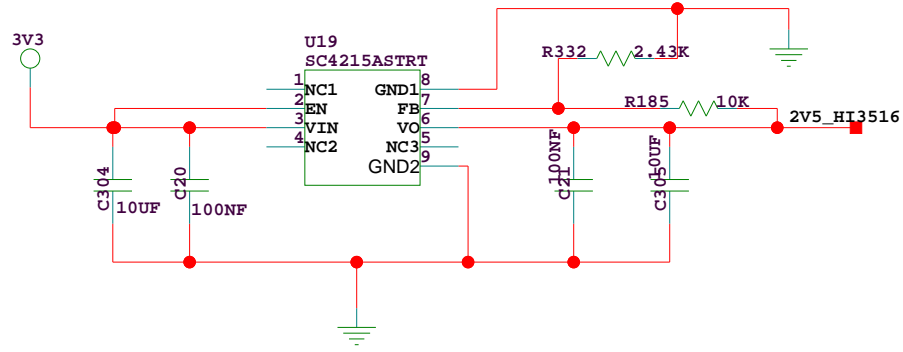 3V3
U19
SC4215ASTRT
R332
2.43K
1
NC1
GND1
8
2
EN
FB
7
R185
10K
3
VIN
VO
6
2V5_HI3516
4
NC2
NC3
5
GND2
9
C304
10UF
C20
100NF
100NF
C21
10UF
C305